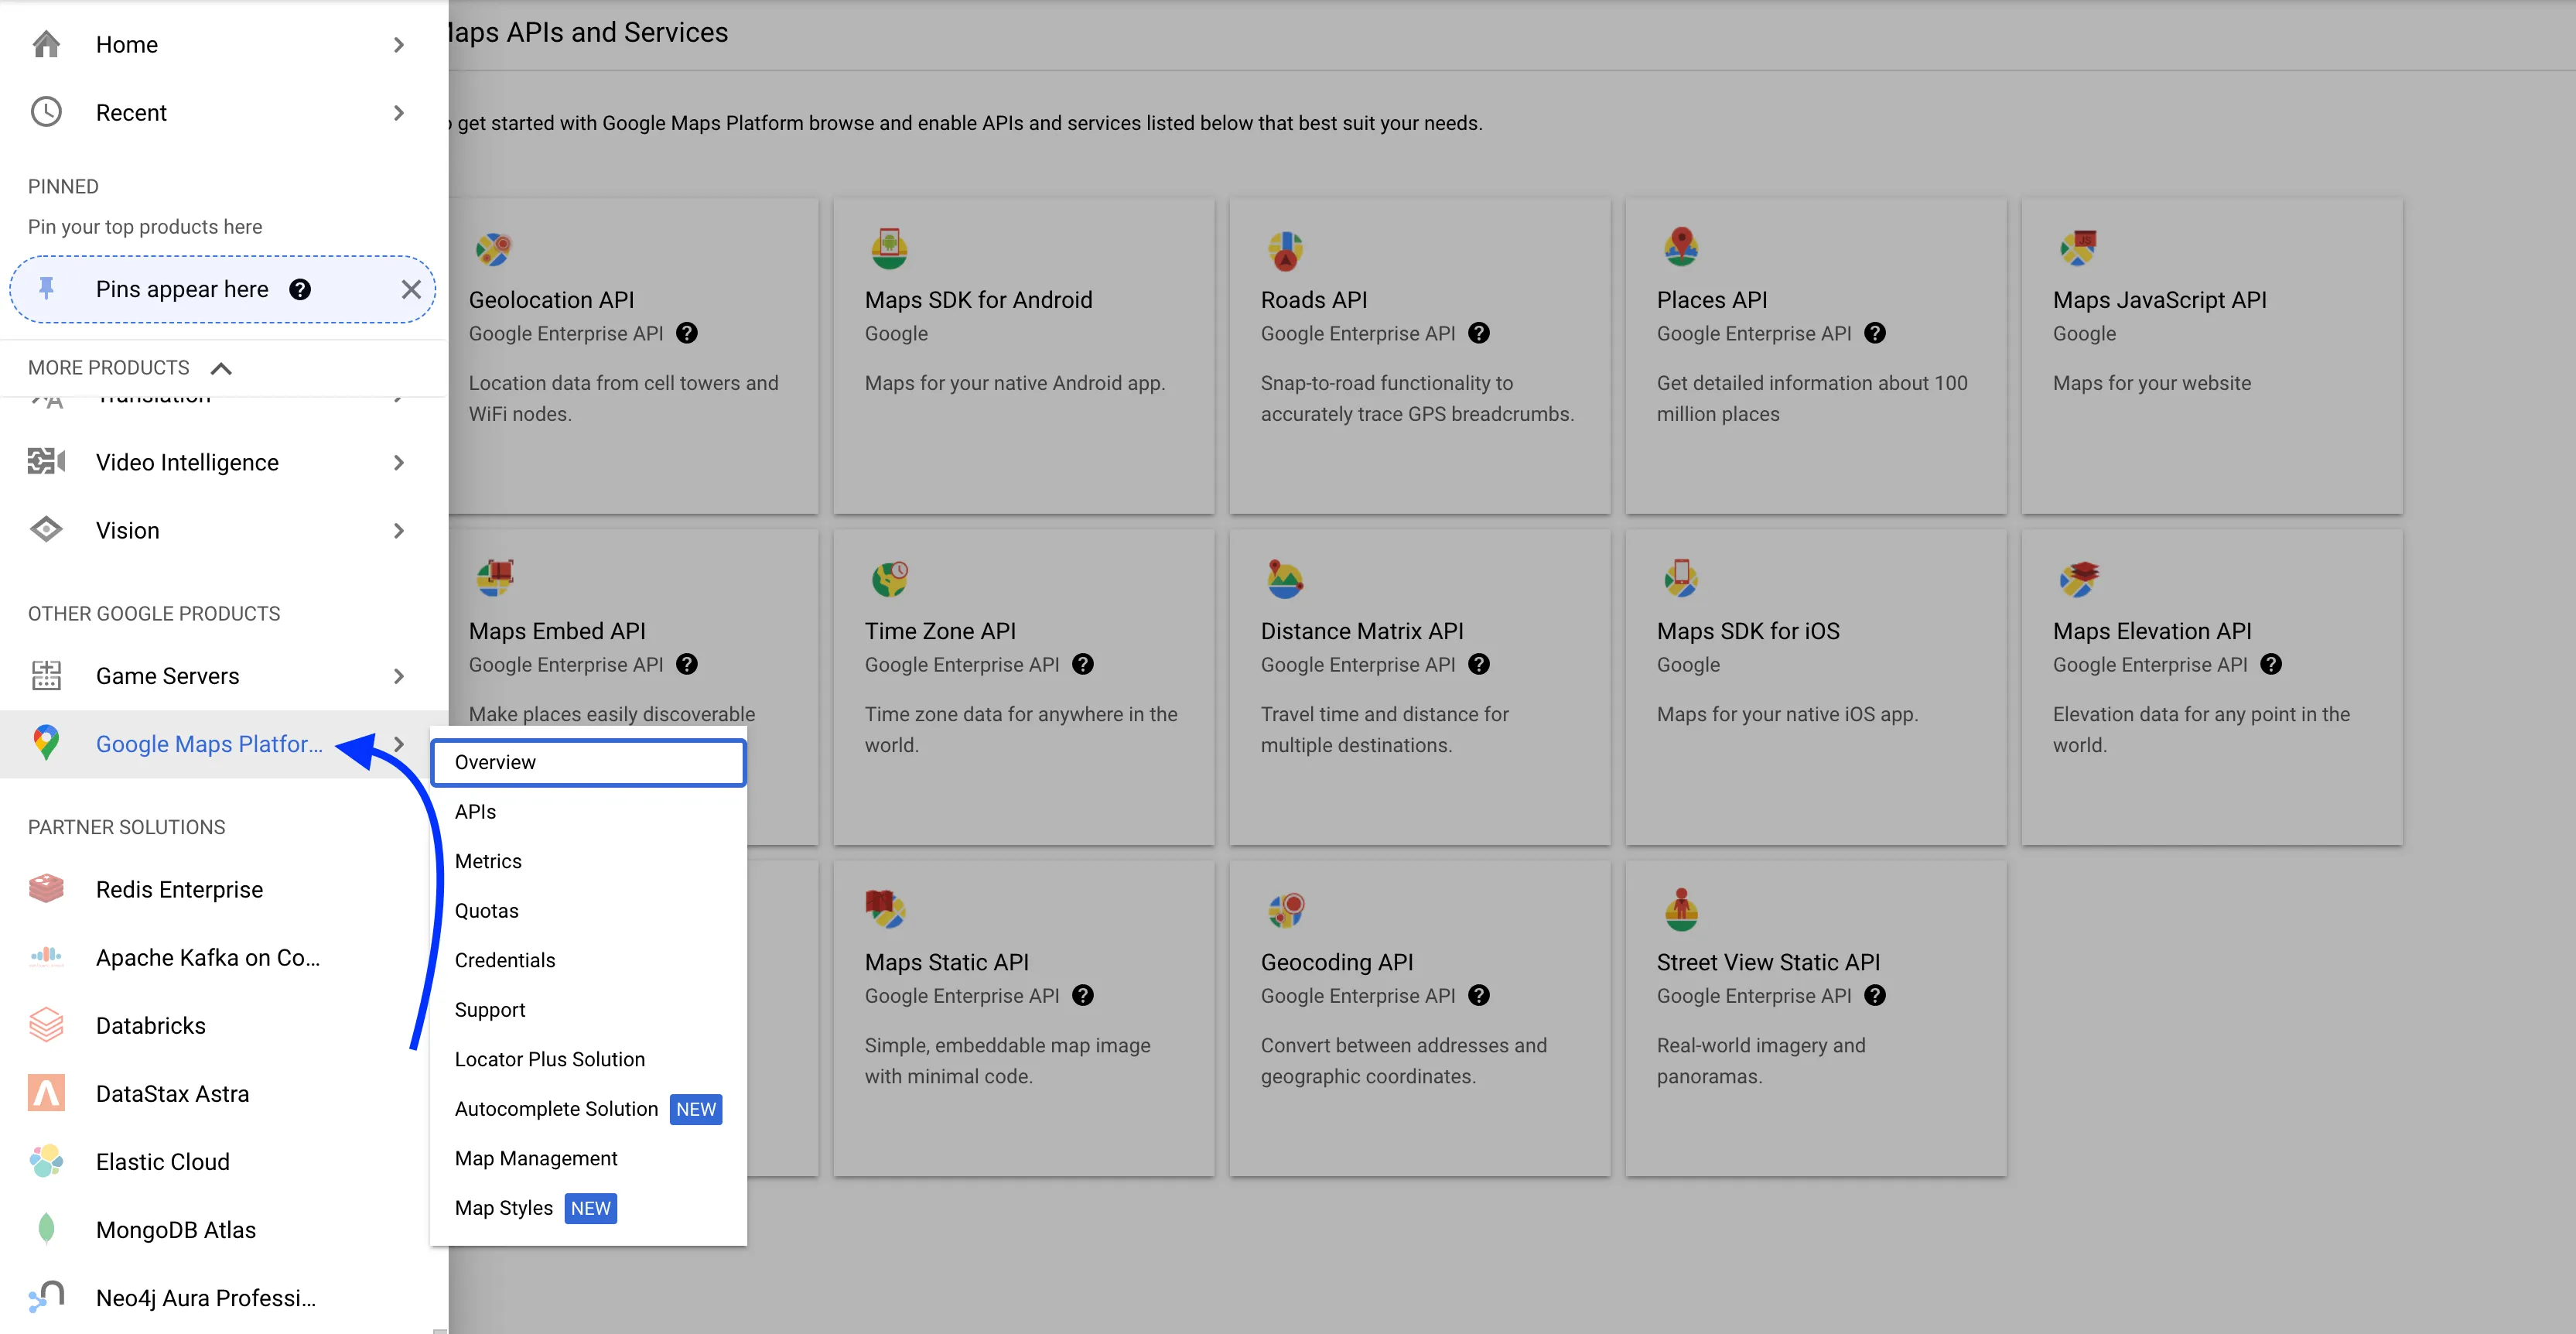 Home
Recent
PINNED
Pin your top products here
Pins appear here
MORE PRODUCTS
Translation
Video Intelligence
Vision
OTHER GOOGLE PRODUCTS
Game Servers
Google Maps Platfor...
PARTNER SOLUTIONS
Redis Enterprise
Apache Kafka on Co...
Databricks
DataStax Astra
Elastic Cloud
MongoDB Atlas
Neo4j Aura Professi...
Overview
APIs
Metrics
Quotas
Credentials
Support
Locator Plus Solution
Autocomplete Solution NEW
Map Management
Map Styles NEW
Maps APIs and Services
o get started with Google Maps Platform browse and enable APIs and services listed below that best suit your needs.
Geolocation API
Google Enterprise API
Location data from cell towers and
WiFi nodes.
Maps SDK for Android
Google
Maps for your native Android app.
Roads API
Google Enterprise API
Snap-to-road functionality to
accurately trace GPS breadcrumbs.
Places API
Google Enterprise API
Get detailed information about 100
million places
JS
Maps JavaScript API
Google
Maps for your website
Maps Embed API
Google Enterprise API
Make places easily discoverable
Time Zone API
Google Enterprise API
Time zone data for anywhere in the
world.
Distance Matrix API
Google Enterprise API
Travel time and distance for
multiple destinations.
Maps SDK for iOS
Google
Maps for your native iOS app.
Maps Elevation API
Google Enterprise API
Elevation data for any point in the
world.
Maps Static API
Google Enterprise API
Simple, embeddable map image
with minimal code.
Geocoding API
Google Enterprise API
Convert between addresses and
geographic coordinates.
Street View Static API
Google Enterprise API
Real-world imagery and
panoramas.